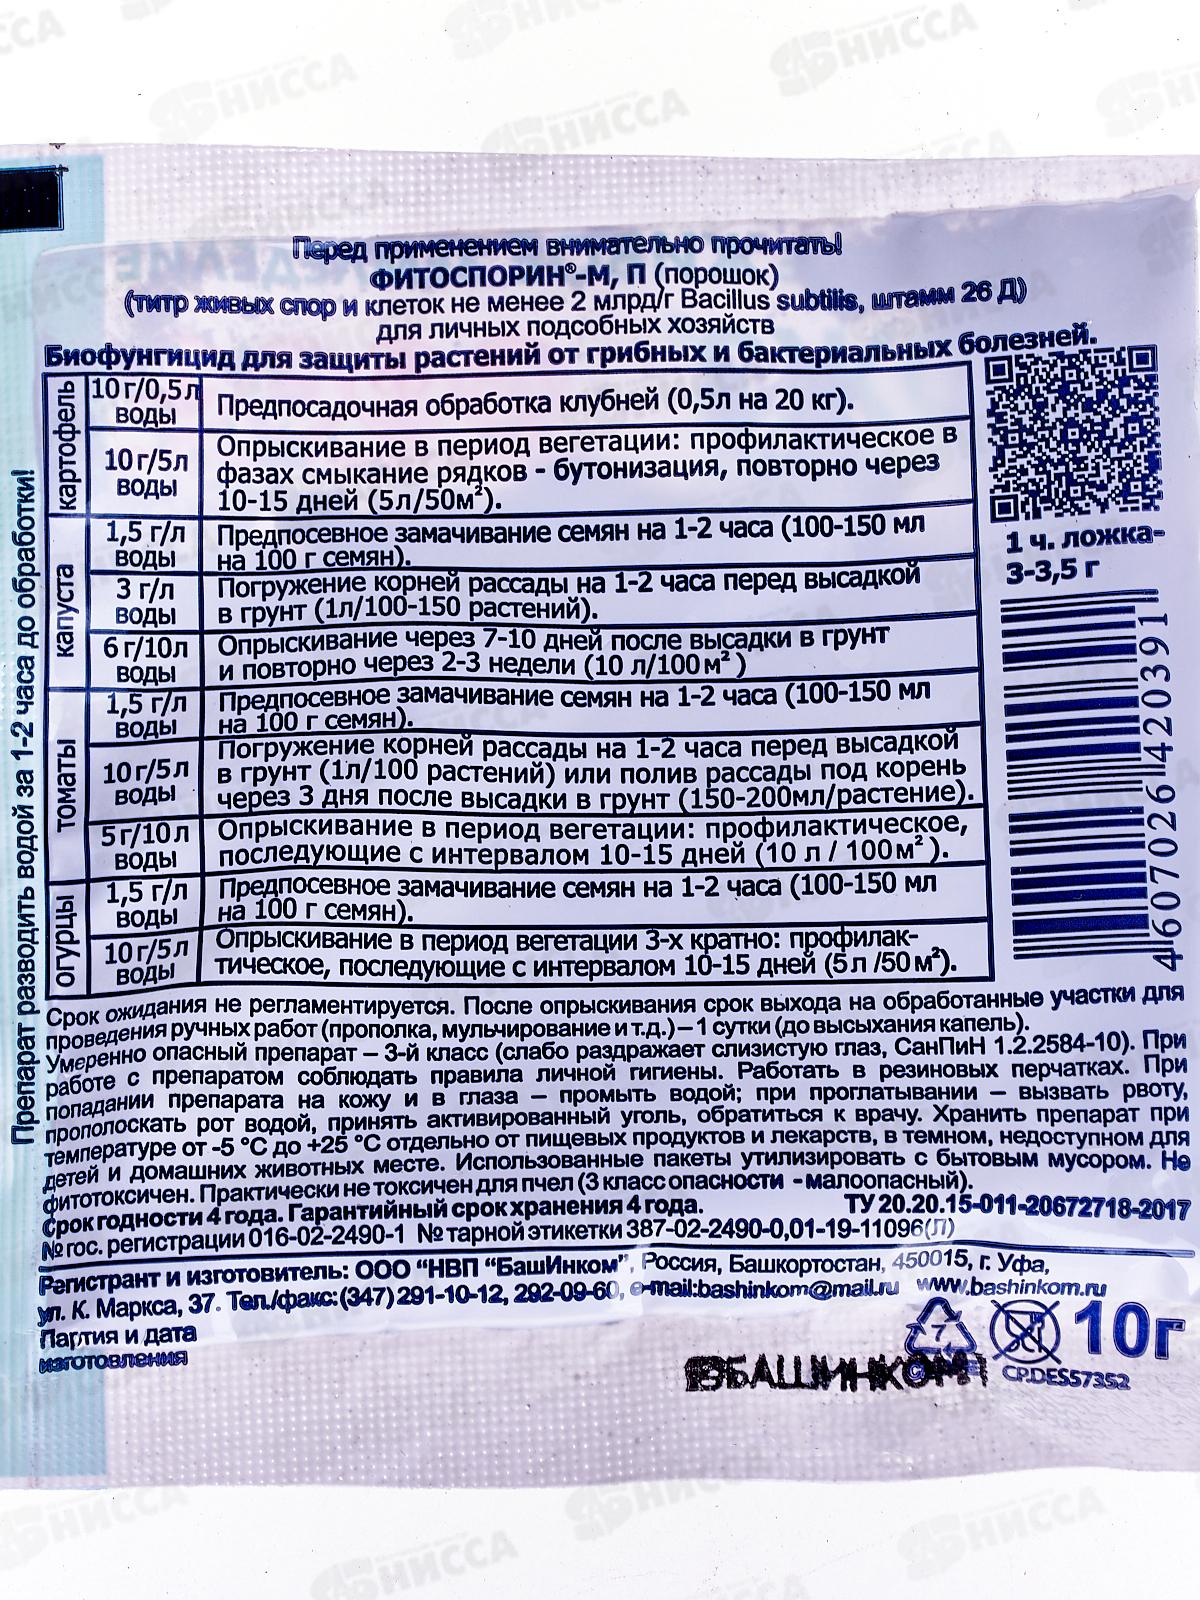 Перед применением внимательно прочитать!
ФИТОСПОРИН®-М, П (порошок)
(титр живых спор и клеток не менее 2 млрд/г Bacillus subtilis, штамм 26 Д)
для личных подсобных хозяйств
Биофунгицид для защиты растений от грибных и бактериальных болезней.
картофель
10 г/0,5л воды
Предпосадочная обработка клубней (0,5л на 20 кг).
10 г/5л воды
Опрыскивание в период вегетации: профилактическое в
фазах смыкание рядков - бутонизация, повторно через
10-15 дней (5л/50м²).
капуста
1,5 г/л воды
Предпосевное замачивание семян на 1-2 часа (100-150 мл
на 100 г семян).
3 г/л воды
Погружение корней рассады на 1-2 часа перед высадкой
в грунт (1л/100-150 растений).
6 г/10л воды
Опрыскивание через 7-10 дней после высадки в грунт
и повторно через 2-3 недели (10 л/100 м²)
томаты
1,5 г/л воды
Предпосевное замачивание семян на 1-2 часа (100-150 мл
на 100 г семян).
10 г/5л воды
Погружение корней рассады на 1-2 часа перед высадкой
в грунт (1л/100 растений) или полив рассады под корень
через 3 дня после высадки в грунт (150-200мл/растение).
5 г/10 л воды
Опрыскивание в период вегетации: профилактическое,
последующие с интервалом 10-15 дней (10 л / 100 м²).
огурцы
1,5 г/л воды
Предпосевное замачивание семян на 1-2 часа (100-150 мл
на 100 г семян).
10 г/5л воды
Опрыскивание в период вегетации 3-х кратно: профилак-
тическое, последующие с интервалом 10-15 дней (5л /50 м²).
1 ч. ложка-
3-3,5 г
4607026420391
Препарат разводить водой за 1-2 часа до обработки!
Срок ожидания не регламентируется. После опрыскивания срок выхода на обработанные участки для
проведения ручных работ (прополка, мульчирование и т.д.) – 1 сутки (до высыхания капель).
Умеренно опасный препарат – 3-й класс (слабо раздражает слизистую глаз, СанПиН 1.2.2584-10). При
работе с препаратом соблюдать правила личной гигиены. Работать в резиновых перчатках. При
попадании препарата на кожу и в глаза – промыть водой; при проглатывании – вызвать рвоту,
прополоскать рот водой, принять активированный уголь, обратиться к врачу. Хранить препарат при
температуре от -5 °С до +25 °С отдельно от пищевых продуктов и лекарств, в темном, недоступном для
детей и домашних животных месте. Использованные пакеты утилизировать с бытовым мусором. Не
фитотоксичен. Практически не токсичен для пчел (3 класс опасности - малоопасный).
Срок годности 4 года. Гарантийный срок хранения 4 года. ТУ 20.20.15-011-20672718-2017
№ гос. регистрации 016-02-2490-1 № тарной этикетки 387-02-2490-0,01-19-11096(Л)
Регистрант и изготовитель: ООО "НВП "БашИнком", Россия, Башкортостан, 450015, г. Уфа,
ул. К. Маркса, 37. Тел./факс: (347) 291-10-12, 292-09-60, e-mail:bashinkom@mail.ru www.bashinkom.ru
Партия и дата
изготовления
7
10г
CP.DES57352
БАШИНКОМ
НИССА